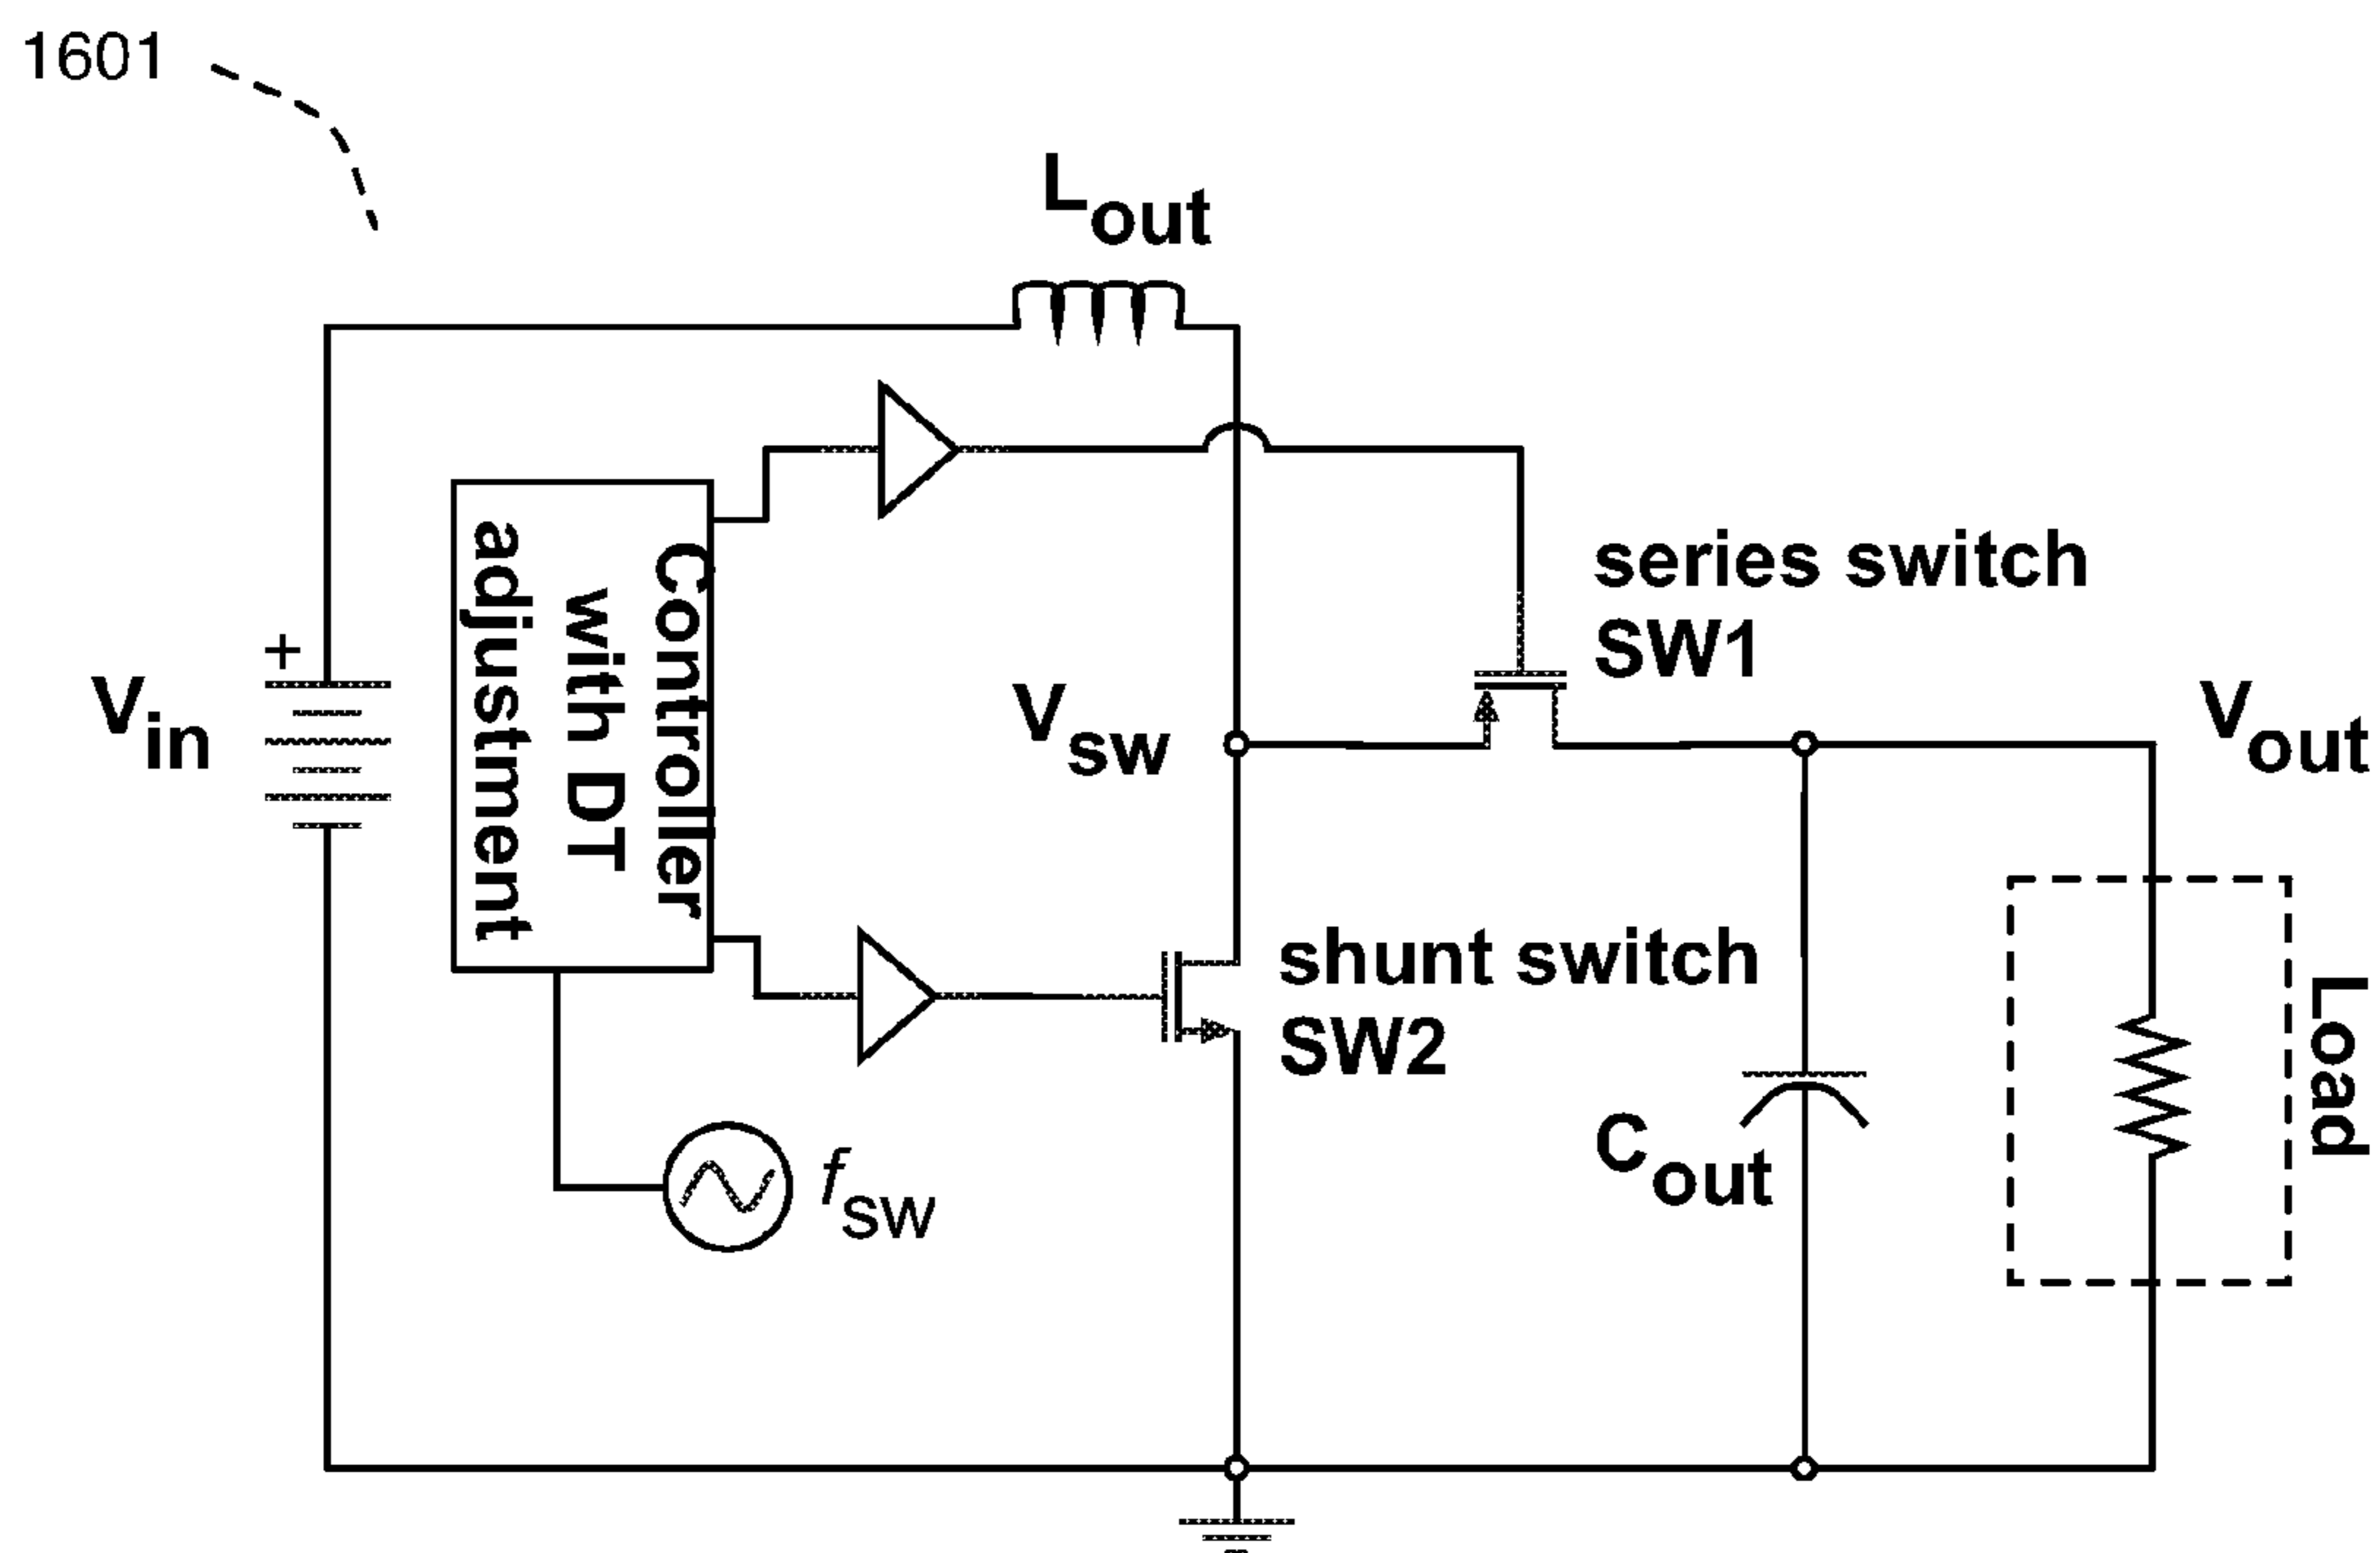 1601
Lout
series switch
SW1
Vsw
Vin
+
Vout
Controller
with DT
adjustment
shunt switch
SW2
Load
Cout
fsw